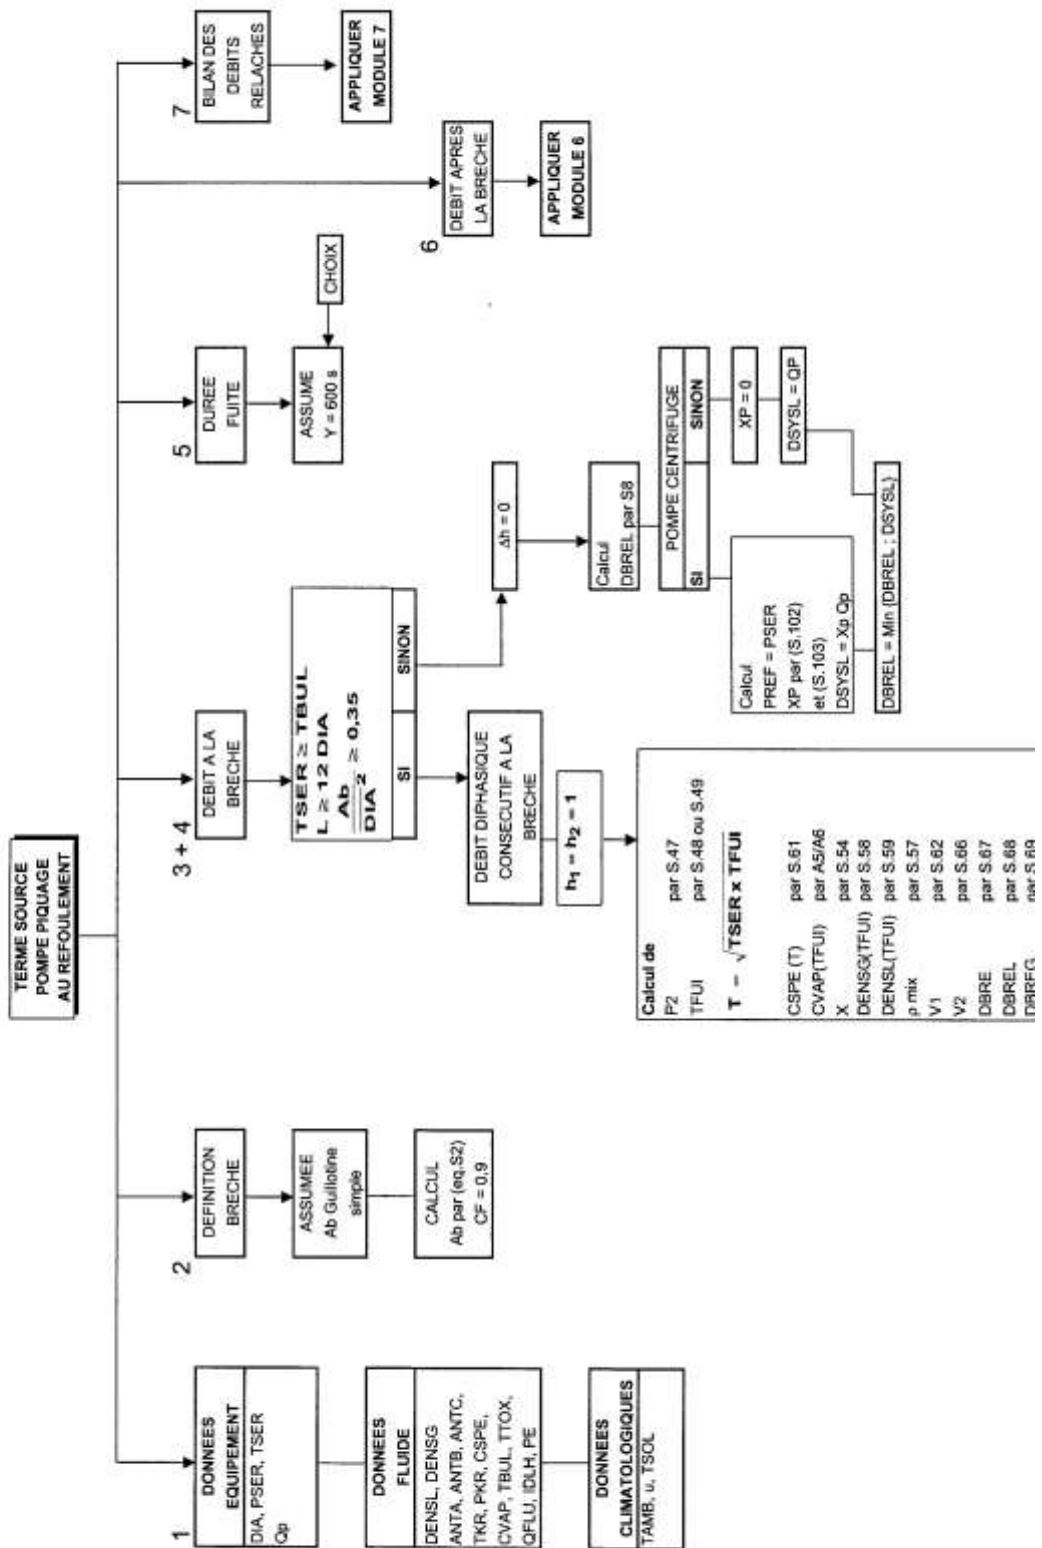 TERME SOURCE
POMPE PIQUAGE
AU REFOULEMENT
1
DONNEES
EQUIPEMENT
DIA, PSER, TSER
Qp
DONNEES
FLUIDE
DENSL, DENSG
ANTA, ANTB, ANTC,
TKR, PKR, CSPE,
CVAP, TBUL, TTOX,
QFLU, IDLH, PE
DONNEES
CLIMATOLOGIQUES
TAMB, u, TSOL
2
DEFINITION
BRECHE
ASSUMEE
Ab Guillotine
simple
CALCUL
Ab par (eq.S2)
CF = 0,9
3 + 4
DEBIT A LA
BRECHE
TSER ≥ TBUL
L ≥ 12 DIA
Ab
DIA² ≥ 0,35
SI
SINON
DEBIT DIPHASIQUE
CONSECUTIF A LA
BRECHE
h1 = h2 = 1
Calcul de
P2 par S.47
TFUI par S.48 ou S.49
T = √TSER x TFUI
CSPE (T) par S.61
CVAP(TFUI) par A5/A6
X par S.54
DENSG(TFUI) par S.58
DENSL(TFUI) par S.59
ρ mix par S.57
V1 par S.62
V2 par S.66
DBRE par S.67
DBREL par S.68
DBREG par S.69
Δh = 0
Calcul
DBREL par S8
POMPE CENTRIFUGE
SI
SINON
Calcul
PREF = PSER
XP par (S.102)
et (S.103)
DSYSL = Xp Qp
XP = 0
DSYSL = QP
DBREL = Min {DBREL ; DSYSL}
5
DUREE
FUITE
ASSUME
Y = 600 s
CHOIX
6
DEBIT APRES
LA BRECHE
APPLIQUER
MODULE 6
7
BILAN DES
DEBITS
RELACHES
APPLIQUER
MODULE 7